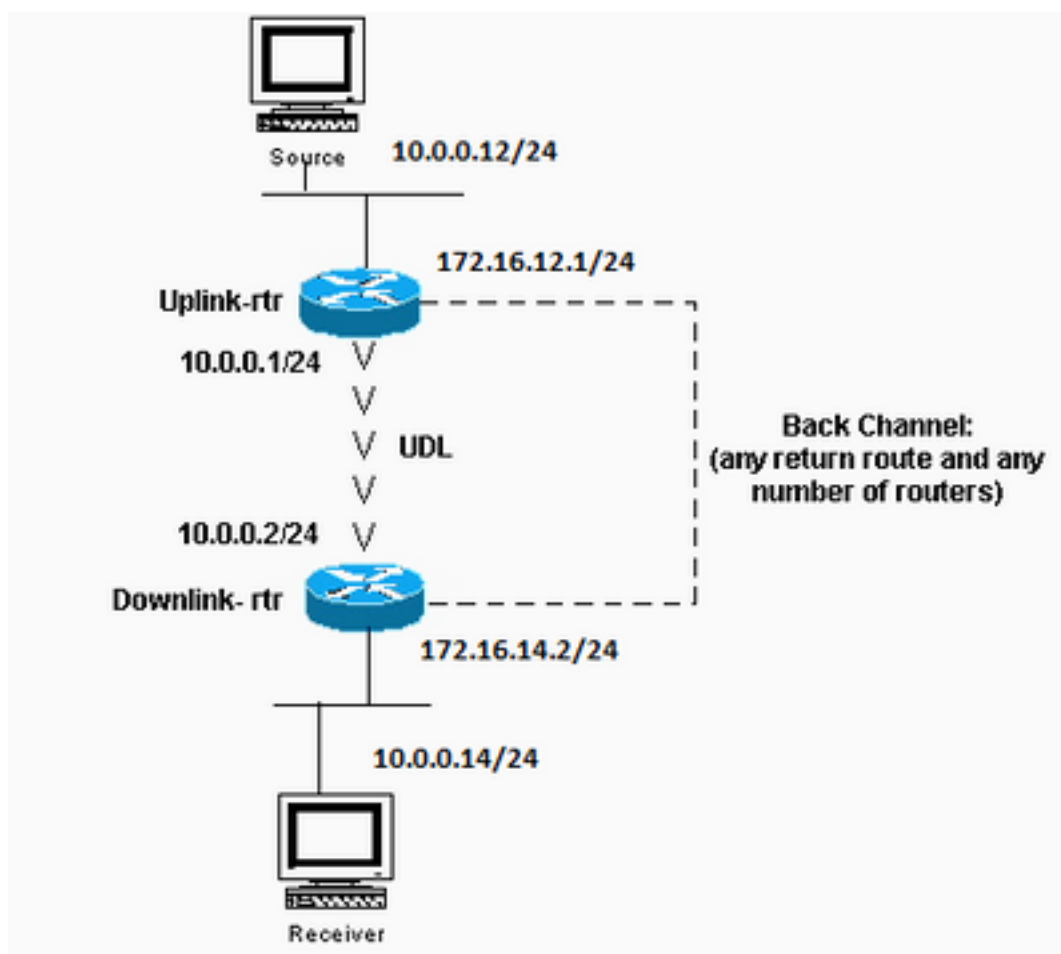 Source
10.0.0.12/24
172.16.12.1/24
Uplink-rtr
10.0.0.1/24
UDL
Back Channel:
(any return route and any
number of routers)
10.0.0.2/24
Downlink- rtr
172.16.14.2/24
10.0.0.14/24
Receiver